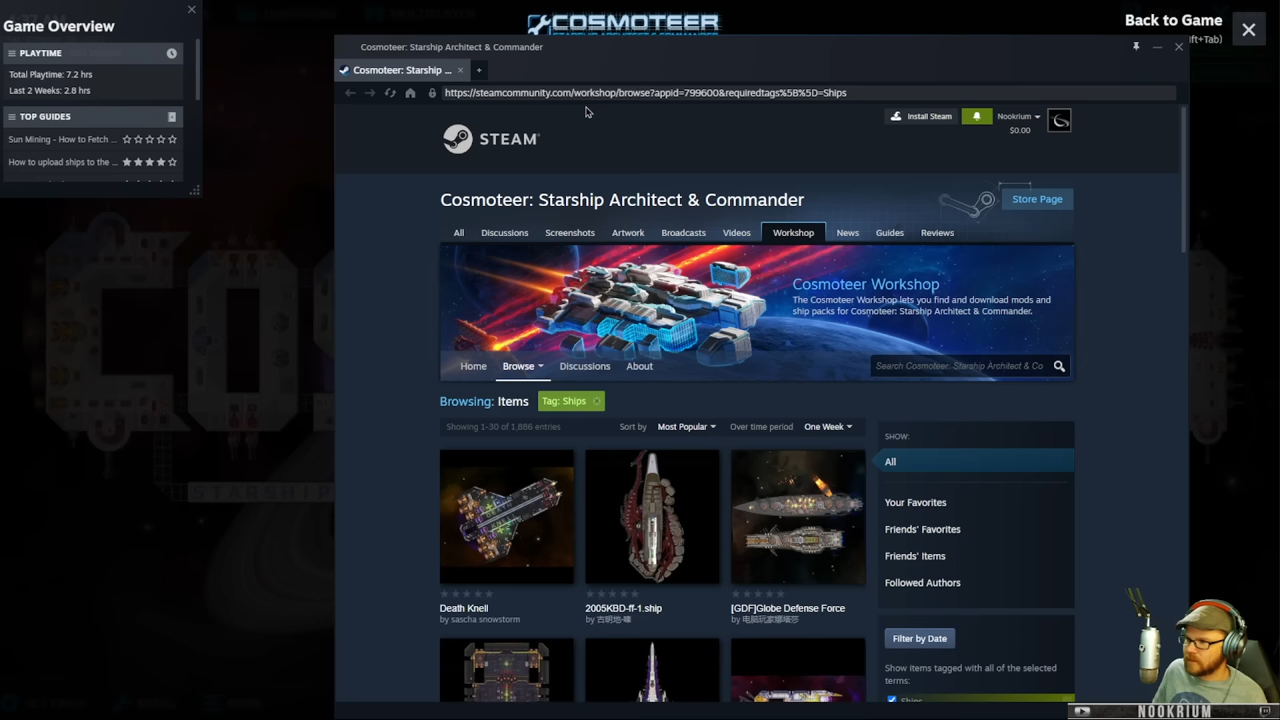 Game Overview
PLAYTIME
Total Playtime: 7.2 hrs
Last 2 Weeks: 2.8 hrs
TOP GUIDES
Sun Mining - How to Fetch ...
How to upload ships to the ...
COSMOTEER
Back to Game
Cosmoteer: Starship Architect & Commander
Cosmoteer: Starship ...
https://steamcommunity.com/workshop/browse?appid=799600&requiredtags%5B%5D=Ships
STEAM®
Install Steam
Nookrium
$0.00
Cosmoteer: Starship Architect & Commander
Store Page
All Discussions Screenshots Artwork Broadcasts Videos Workshop News Guides Reviews
Cosmoteer Workshop
The Cosmoteer Workshop lets you find and download mods and
ship packs for Cosmoteer: Starship Architect & Commander.
Home Browse Discussions About
Search Cosmoteer: Starship Architect & Co
Browsing: Items Tag: Ships
Showing 1-30 of 1,886 entries
Sort by Most Popular Over time period One Week
SHOW:
All
Your Favorites
Friends' Favorites
Friends' Items
Followed Authors
Death Knell
by sascha snowstorm
2005KBD-ff-1.ship
[GDF]Globe Defense Force
Filter by Date
Show items tagged with all of the selected
terms:
Ships
NOOKRIUM